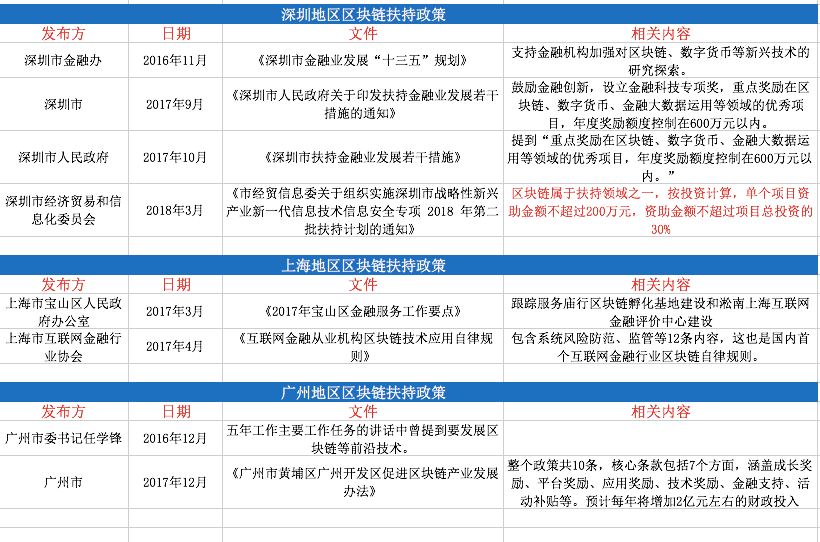 深圳地区区块链扶持政策
发布方 日期 文件 相关内容
深圳市金融办 2016年11月 《深圳市金融业发展“十三五”规划》 支持金融机构加强对区块链、数字货币等新兴技术的
研究探索。
深圳市 2017年9月 《深圳市人民政府关于印发扶持金融业发展若干
措施的通知》 鼓励金融创新，设立金融科技专项奖，重点奖励在区
块链、数字货币、金融大数据运用等领域的优秀项
目，年度奖励额度控制在600万元以内。
深圳市人民政府 2017年10月 《深圳市扶持金融业发展若干措施》 提到“重点奖励在区块链、数字货币、金融大数据运
用等领域的优秀项目，年度奖励额度控制在600万元以
内。”
深圳市经济贸易和信
息化委员会 2018年3月 《市经贸信息委关于组织实施深圳市战略性新兴
产业新一代信息技术信息安全专项 2018 年第二
批扶持计划的通知》 区块链属于扶持领域之一，按投资计算，单个项目资
助金额不超过200万元，资助金额不超过项目总投资的
30%
上海地区区块链扶持政策
发布方 日期 文件 相关内容
上海市宝山区人民政
府办公室 2017年3月 《2017年宝山区金融服务工作要点》 跟踪服务庙行区块链孵化基地建设和淞南上海互联网
金融评价中心建设
上海市互联网金融行
业协会 2017年4月 《互联网金融从业机构区块链技术应用自律规
则》 包含系统风险防范、监管等12条内容，这也是国内首
个互联网金融行业区块链自律规则。
广州地区区块链扶持政策
发布方 日期 文件 相关内容
广州市委书记任学锋 2016年12月 五年工作主要工作任务的讲话中曾提到要发展区
块链等前沿技术。
广州市 2017年12月 《广州市黄埔区广州开发区促进区块链产业发展
办法》 整个政策共10条，核心条款包括7个方面，涵盖成长奖
励、平台奖励、应用奖励、技术奖励、金融支持、活
动补贴等。预计每年将增加2亿元左右的财政投入